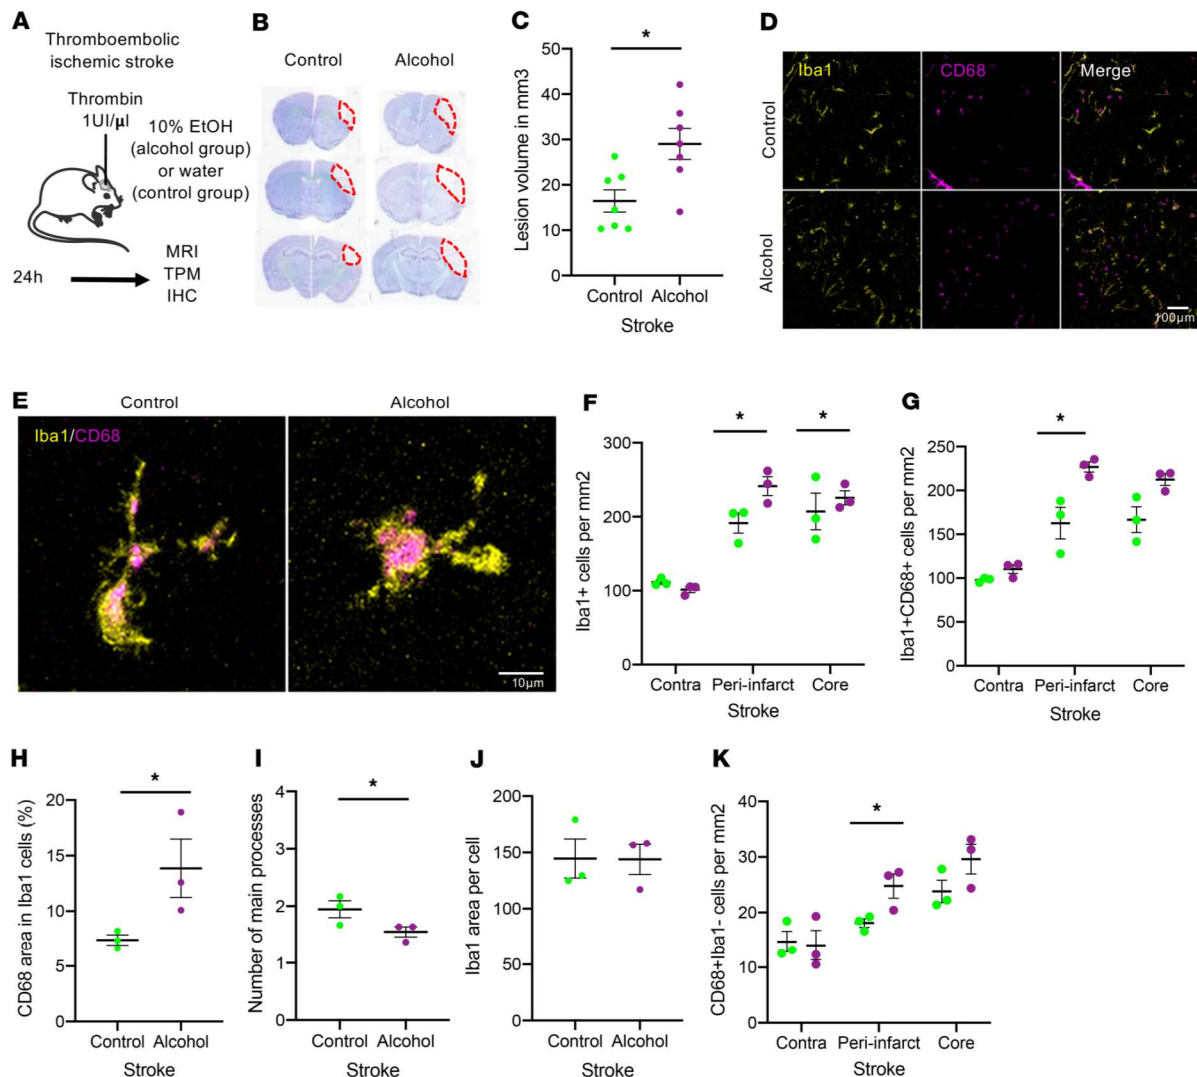 A
Thromboembolic
ischemic stroke
Thrombin
1UI/µl
10% EtOH
(alcohol group)
or water
(control group)
24h
MRI
TPM
IHC
B
Control
Alcohol
C
*
Lesion volume in mm3
50
40
30
20
10
0
Control
Alcohol
Stroke
D
Iba1
CD68
Merge
Control
Alcohol
100µm
E
Control
Alcohol
Iba1/CD68
10µm
F
*
*
Iba1+ cells per mm2
300
200
100
0
Contra
Peri-infarct
Core
Stroke
G
*
Iba1+CD68+ cells per mm2
250
200
150
100
50
0
Contra
Peri-infarct
Core
Stroke
H
*
CD68 area in Iba1 cells (%)
20
15
10
5
0
Control
Alcohol
Stroke
I
*
Number of main processes
4
3
2
1
0
Control
Alcohol
Stroke
J
Iba1 area per cell
200
150
100
50
0
Control
Alcohol
Stroke
K
*
CD68+Iba1- cells per mm2
40
30
20
10
0
Contra
Peri-infarct
Core
Stroke